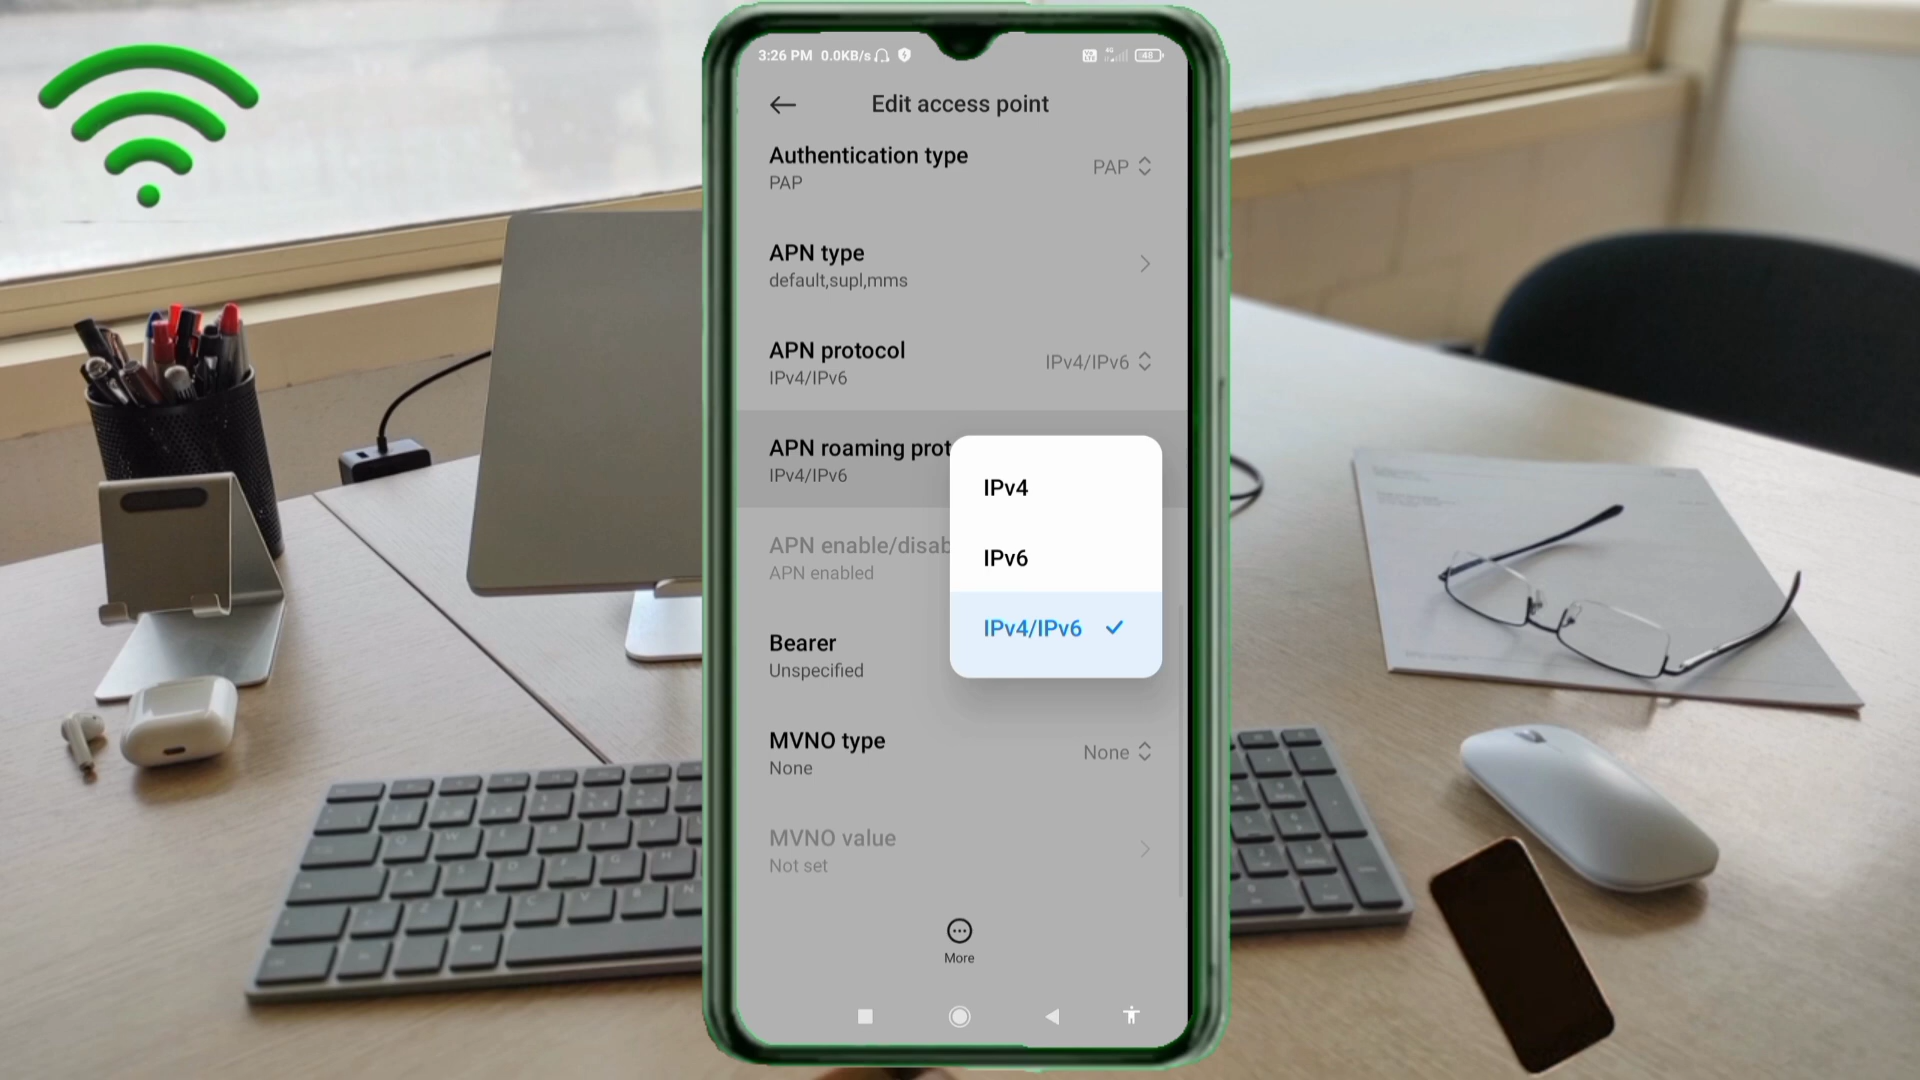 3:26 PM 0.0KB/s
4G
48
Edit access point
Authentication type
PAP
PAP
APN type
default,supl,mms
APN protocol
IPv4/IPv6
IPv4/IPv6
APN roaming prot
IPv4/IPv6
IPv4
IPv6
IPv4/IPv6
APN enable/disab
APN enabled
Bearer
Unspecified
MVNO type
None
None
MVNO value
Not set
More